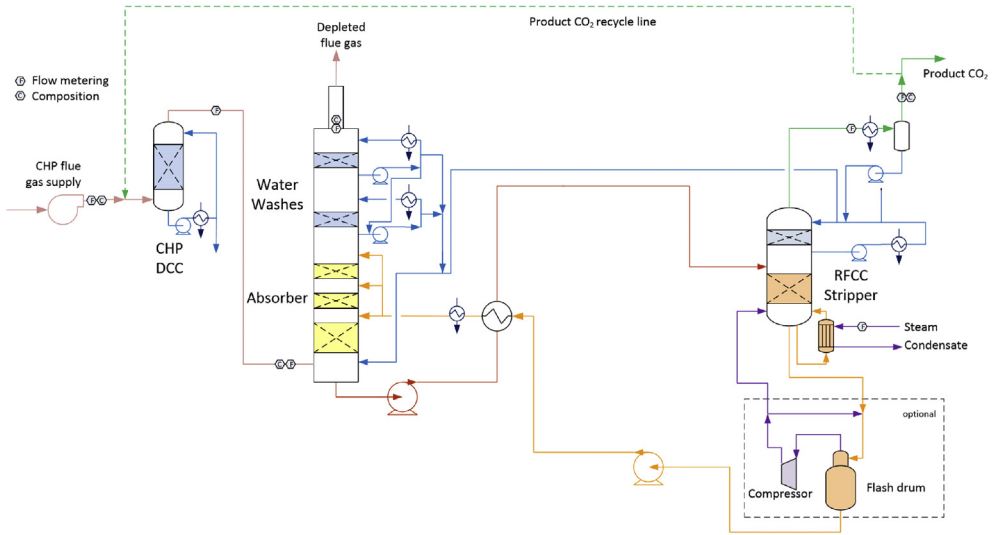 Depleted
flue gas
Product CO₂ recycle line
Product CO₂
F Flow metering
C Composition
F
F
F C
C
F
CHP flue
gas supply
F C
Water
Washes
CHP
DCC
RFCC
Stripper
Absorber
F
Steam
Condensate
C F
optional
Compressor
Flash drum